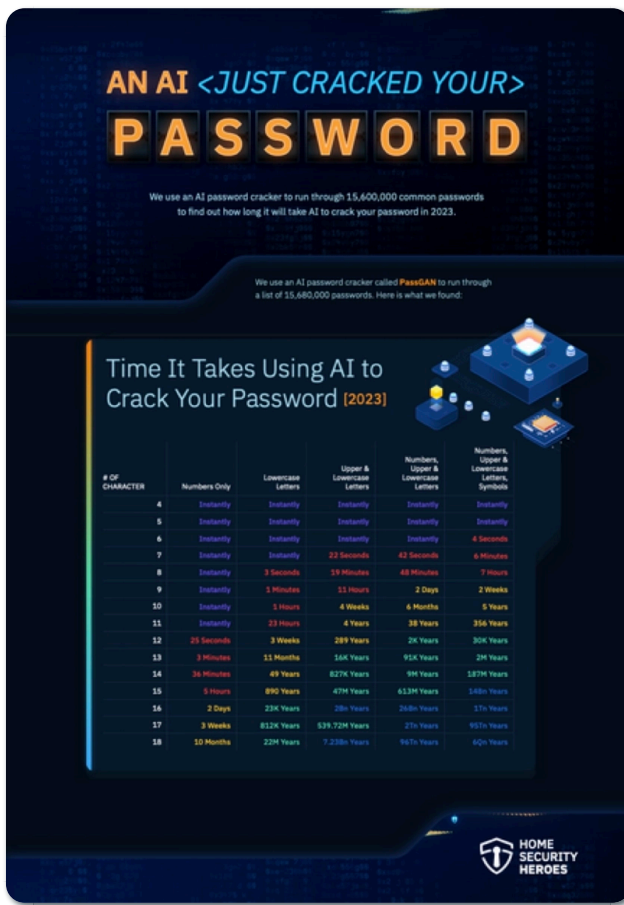 AN AI <JUST CRACKED YOUR>
PASSWORD
We use an AI password cracker to run through 15,600,000 common passwords
to find out how long it will take AI to crack your password in 2023.
We use an AI password cracker called PassGAN to run through
a list of 15,680,000 passwords. Here is what we found:
Time It Takes Using AI to
Crack Your Password [2023]
# OF CHARACTER Numbers Only Lowercase Letters Upper & Lowercase Letters Numbers, Upper & Lowercase Letters Numbers, Upper & Lowercase Letters, Symbols
4 Instantly Instantly Instantly Instantly Instantly
5 Instantly Instantly Instantly Instantly Instantly
6 Instantly Instantly Instantly Instantly 4 Seconds
7 Instantly Instantly 22 Seconds 42 Seconds 6 Minutes
8 Instantly 3 Seconds 19 Minutes 48 Minutes 7 Hours
9 Instantly 1 Minutes 11 Hours 2 Days 2 Weeks
10 Instantly 1 Hours 4 Weeks 6 Months 5 Years
11 Instantly 23 Hours 4 Years 38 Years 356 Years
12 25 Seconds 3 Weeks 289 Years 2K Years 30K Years
13 3 Minutes 11 Months 16K Years 91K Years 2M Years
14 36 Minutes 49 Years 827K Years 9M Years 187M Years
15 5 Hours 890 Years 47M Years 613M Years 14Bn Years
16 2 Days 23K Years 2Bn Years 26Bn Years 1Tn Years
17 3 Weeks 812K Years 539.72M Years 2Tn Years 95Tn Years
18 10 Months 22M Years 7.23Bn Years 96Tn Years 6Qn Years
HOME
SECURITY
HEROES